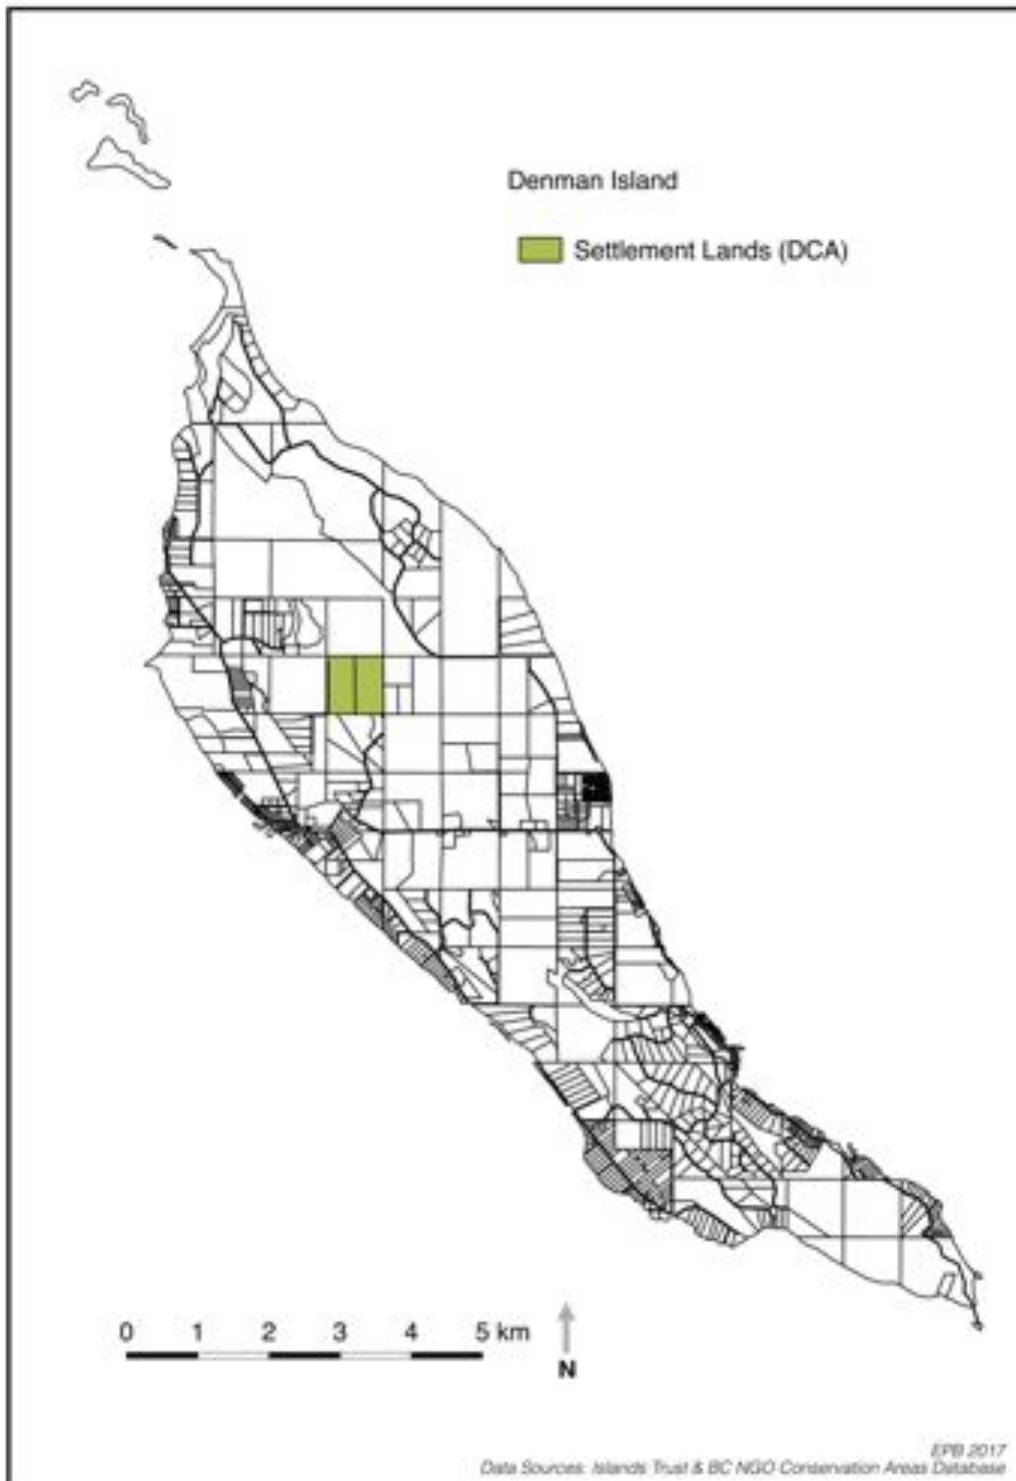 Denman Island
Settlement Lands (DCA)
0 1 2 3 4 5 km
N
EPB 2017
Data Sources: Islands Trust & BC NGO Conservation Areas Database